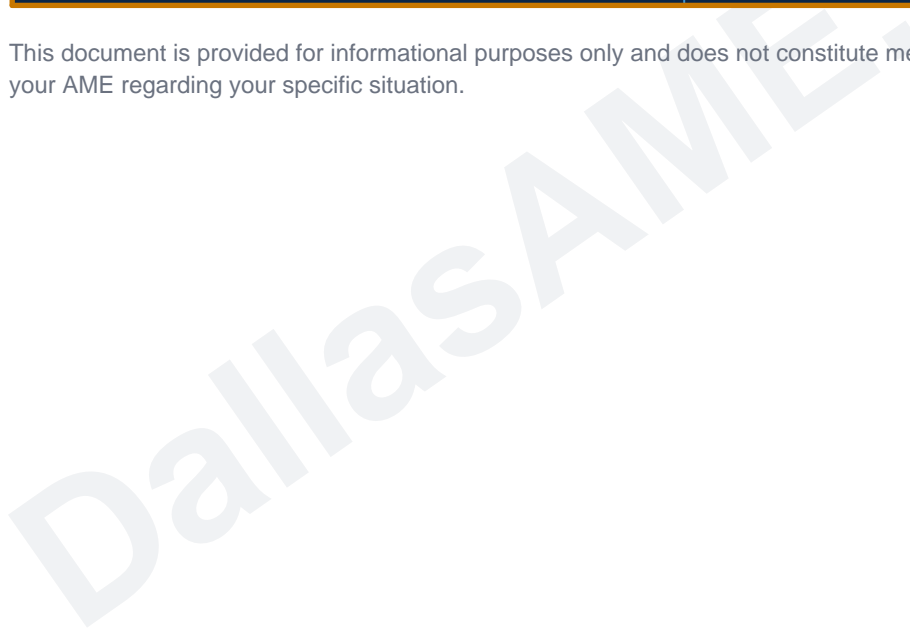 This document is provided for informational purposes only and does not constitute
your AME regarding your specific situation.
DallasAME.